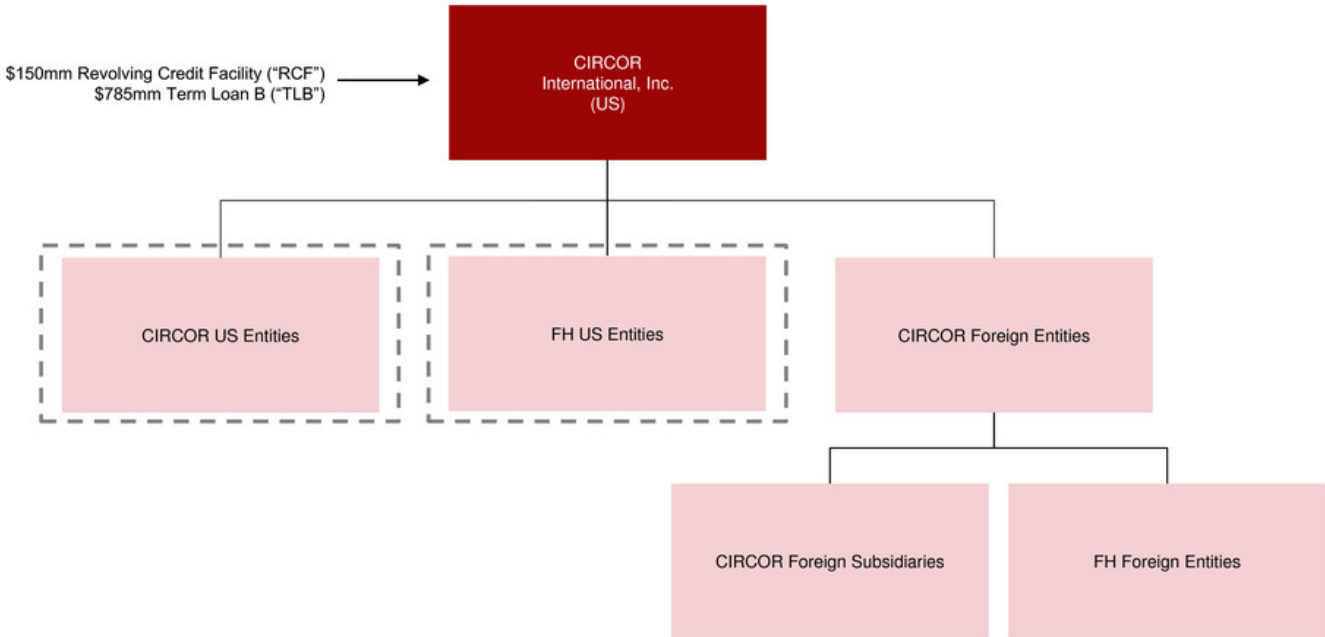 CIRCOR
International, Inc.
(US)
$150mm Revolving Credit Facility (“RCF”)
$785mm Term Loan B (“TLB”)
CIRCOR US Entities
FH US Entities
CIRCOR Foreign Entities
CIRCOR Foreign Subsidiaries
FH Foreign Entities